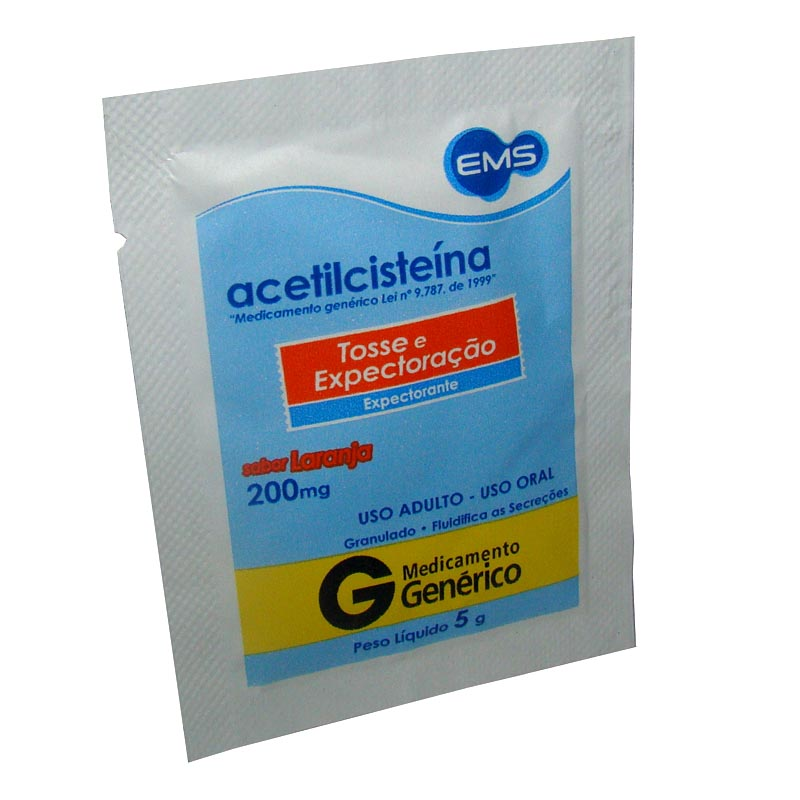 EMS
acetilcisteína
"Medicamento genérico Lei nº 9.787, de 1999"
Tosse e
Expectoração
Expectorante
sabor Laranja
200mg
USO ADULTO - USO ORAL
Granulado • Fluidifica as Secreções
G Medicamento
Genérico
Peso Líquido 5 g